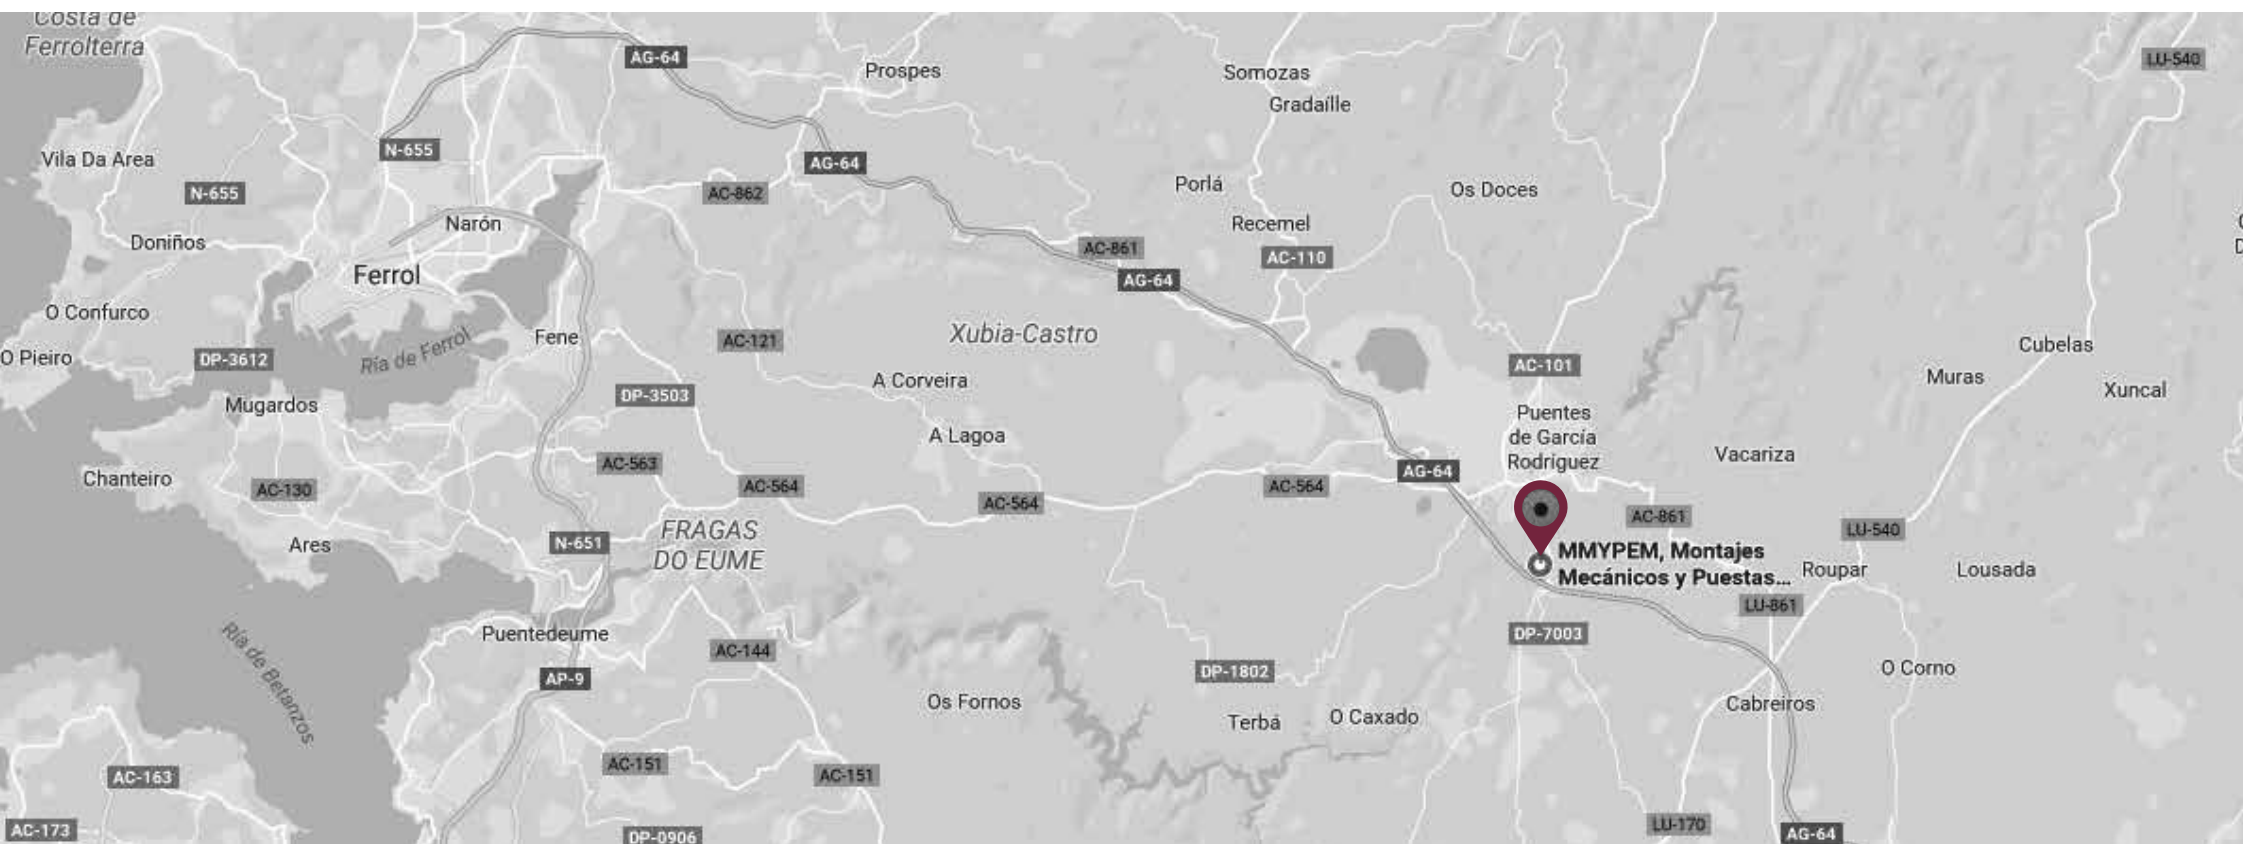 Costa de
Ferrolterra
AG-64
Prospes
Somozas
LU-540
Gradaílle
N-655
Vila Da Area
AG-64
N-655
AC-862
Porlá
Os Doces
Narón
Recemel
Doniños
AC-861
AC-110
Ferrol
AG-64
O Confurco
Fene
AC-121
Xubia-Castro
Ría de Ferrol
O Pieiro
DP-3612
Cubelas
AC-101
A Corveira
Muras
Xuncal
DP-3503
Mugardos
Puentes
de García
Rodríguez
A Lagoa
Vacariza
AC-563
AG-64
Chanteiro
AC-130
AC-564
AC-564
AC-564
AC-861
FRAGAS
DO EUME
LU-540
Ares
N-651
MMYPEM, Montajes
Mecánicos y Puestas...
Roupar
Lousada
LU-861
Puentedeume
DP-7003
Ría de Betanzos
AC-144
DP-1802
O Corno
AP-9
Os Fornos
Terbá
O Caxado
Cabreiros
AC-151
AC-151
AC-163
AC-173
DP-0906
LU-170
AG-64